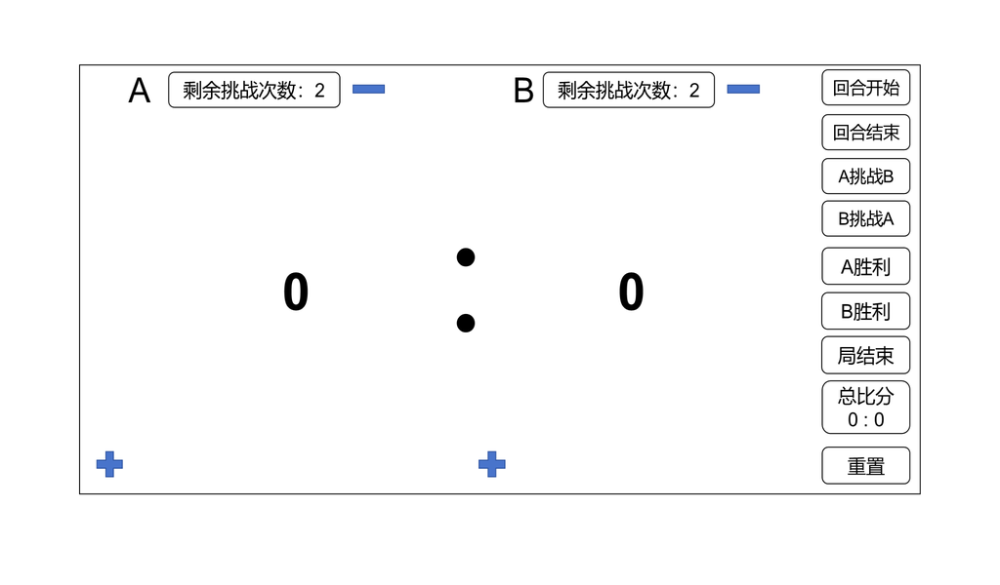 A
剩余挑战次数：2
B
剩余挑战次数：2
回合开始
回合结束
A挑战B
B挑战A
0 : 0
A胜利
B胜利
局结束
总比分
0 : 0
重置